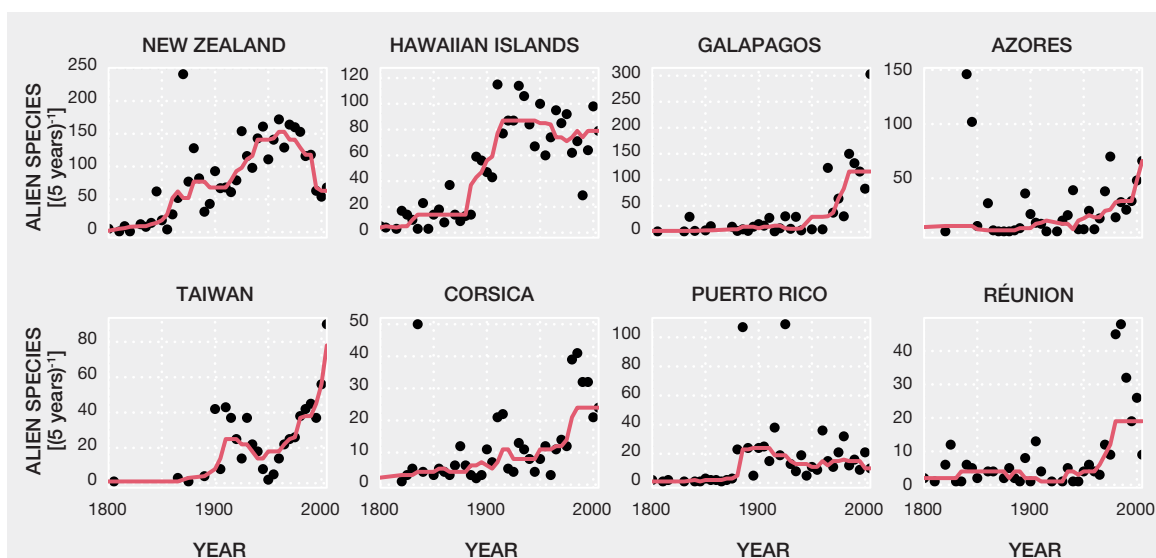 NEW ZEALAND
HAWAIIAN ISLANDS
GALAPAGOS
AZORES
ALIEN SPECIES
[(5 years)⁻¹]
250
200
150
100
50
0
120
100
80
60
40
20
0
300
250
200
150
100
50
0
150
100
50
TAIWAN
CORSICA
PUERTO RICO
RÉUNION
ALIEN SPECIES
[(5 years)⁻¹]
80
60
40
20
0
50
40
30
20
10
0
100
80
60
40
20
0
40
30
20
10
0
1800 1900 2000
1800 1900 2000
1800 1900 2000
1800 1900 2000
YEAR
YEAR
YEAR
YEAR